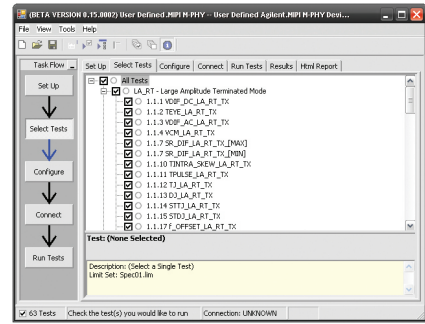 (BETA VERSION 0.15.0002) User Defined.MIPI M-PHY -- User Defined Agilent.MIPI M-PHY Devi...
File View Tools Help
Task Flow
Set Up Select Tests Configure Connect Run Tests Results Html Report
Set Up
Select Tests
Configure
Connect
Run Tests
All Tests
LA_RT - Large Amplitude Terminated Mode
1.1.1 VDIF_DC_LA_RT_TX
1.1.2 TEYE_LA_RT_TX
1.1.3 VDIF_AC_LA_RT_TX
1.1.4 VCM_LA_RT_TX
1.1.7 SR_DIF_LA_RT_TX_[MAX]
1.1.7 SR_DIF_LA_RT_TX_[MIN]
1.1.10 TINTRA_SKEW_LA_RT_TX
1.1.11 TPULSE_LA_RT_TX
1.1.12 TJ_LA_RT_TX
1.1.13 DJ_LA_RT_TX
1.1.14 STTJ_LA_RT_TX
1.1.15 STDJ_LA_RT_TX
1.1.17 f_OFFSET_LA_RT_TX
Test: (None Selected)
Description: (Select a Single Test)
Limit Set: Spec01.lim
63 Tests Check the test(s) you would like to run Connection: UNKNOWN